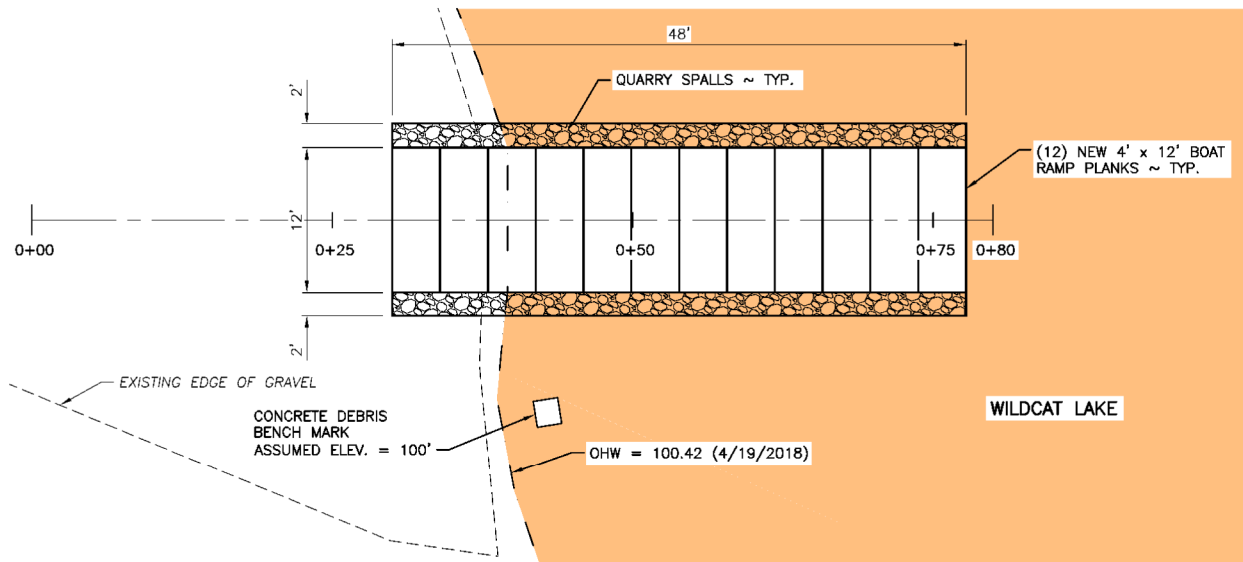 48'
2'
QUARRY SPALLS ~ TYP.
(12) NEW 4' x 12' BOAT
RAMP PLANKS ~ TYP.
12'
0+00
0+25
0+50
0+75
0+80
2'
EXISTING EDGE OF GRAVEL
CONCRETE DEBRIS
BENCH MARK
ASSUMED ELEV. = 100'
WILDCAT LAKE
OHW = 100.42 (4/19/2018)